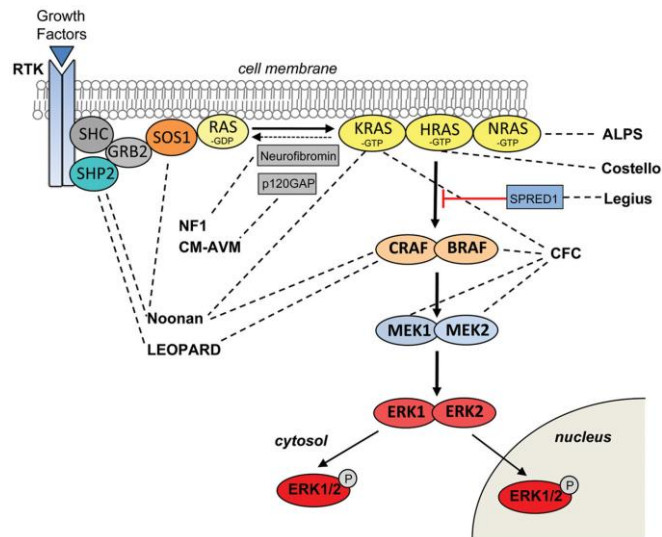 Growth
Factors
RTK
cell membrane
SHC
GRB2
SHP2
SOS1
RAS
-GDP
KRAS
-GTP
HRAS
-GTP
NRAS
-GTP
ALPS
Neurofibromin
p120GAP
Costello
SPRED1
Legius
NF1
CM-AVM
CRAF
BRAF
CFC
Noonan
LEOPARD
MEK1
MEK2
ERK1
ERK2
cytosol
nucleus
ERK1/2
P
ERK1/2
P